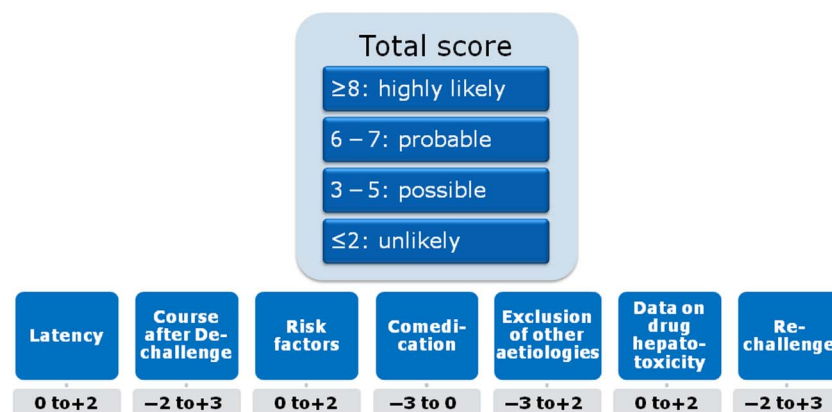 Total score
≥8: highly likely
6 – 7: probable
3 – 5: possible
≤2: unlikely
Latency
Course
after De-
challenge
Risk
factors
Comedi-
cation
Exclusion
of other
aetiologies
Data on
drug
hepato-
toxicity
Re-
challenge
0 to+2
−2 to+3
0 to+2
−3 to 0
−3 to+2
0 to+2
−2 to+3